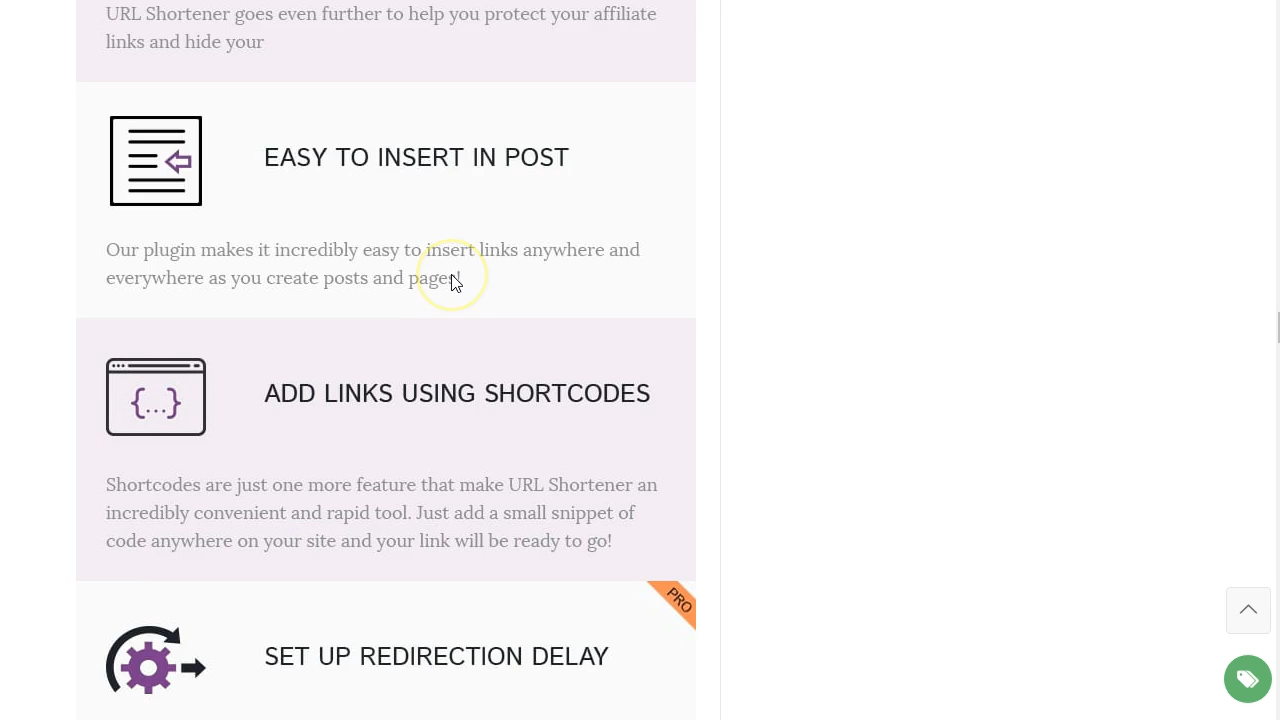 URL Shortener goes even further to help you protect your affiliate
links and hide your
EASY TO INSERT IN POST
Our plugin makes it incredibly easy to insert links anywhere and
everywhere as you create posts and pages!
{...}
ADD LINKS USING SHORTCODES
Shortcodes are just one more feature that make URL Shortener an
incredibly convenient and rapid tool. Just add a small snippet of
code anywhere on your site and your link will be ready to go!
PRO
SET UP REDIRECTION DELAY